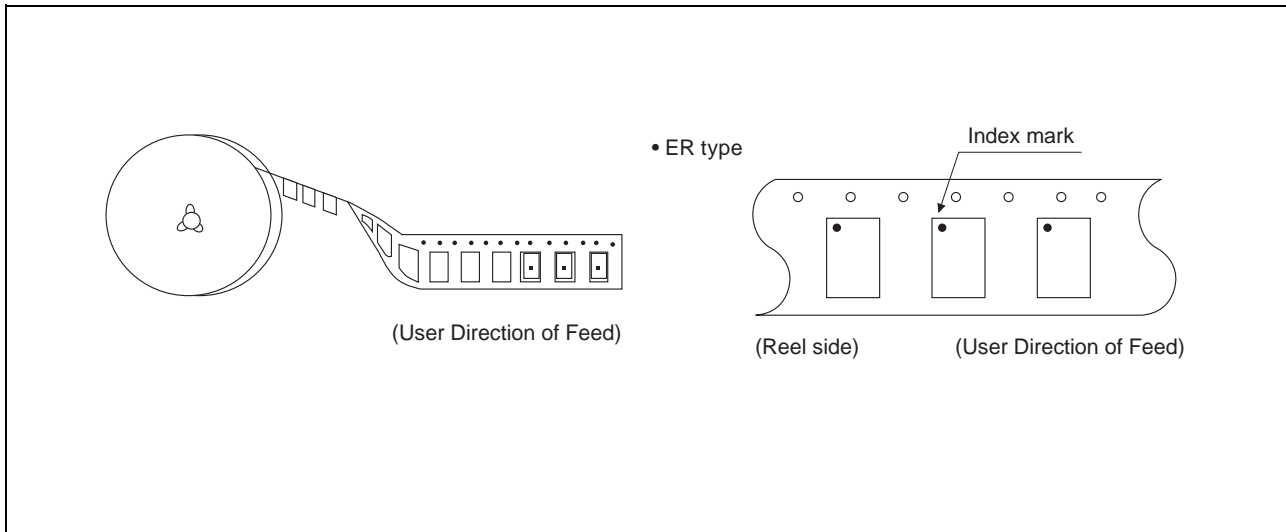 (User Direction of Feed)
• ER type
Index mark
(Reel side)
(User Direction of Feed)